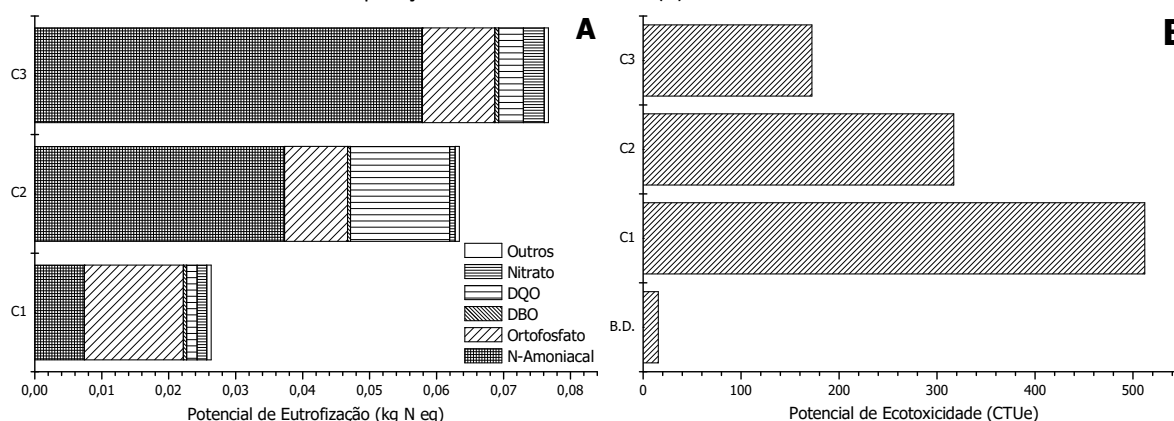 A
C3
C2
C1
Outros
Nitrato
DQO
DBO
Ortofosfato
N-Amoniacal
0,00 0,01 0,02 0,03 0,04 0,05 0,06 0,07 0,08
Potencial de Eutrofização (kg N eq)
C3
C2
C1
B.D.
0 100 200 300 400 500
Potencial de Ecotoxicidade (CTUe)